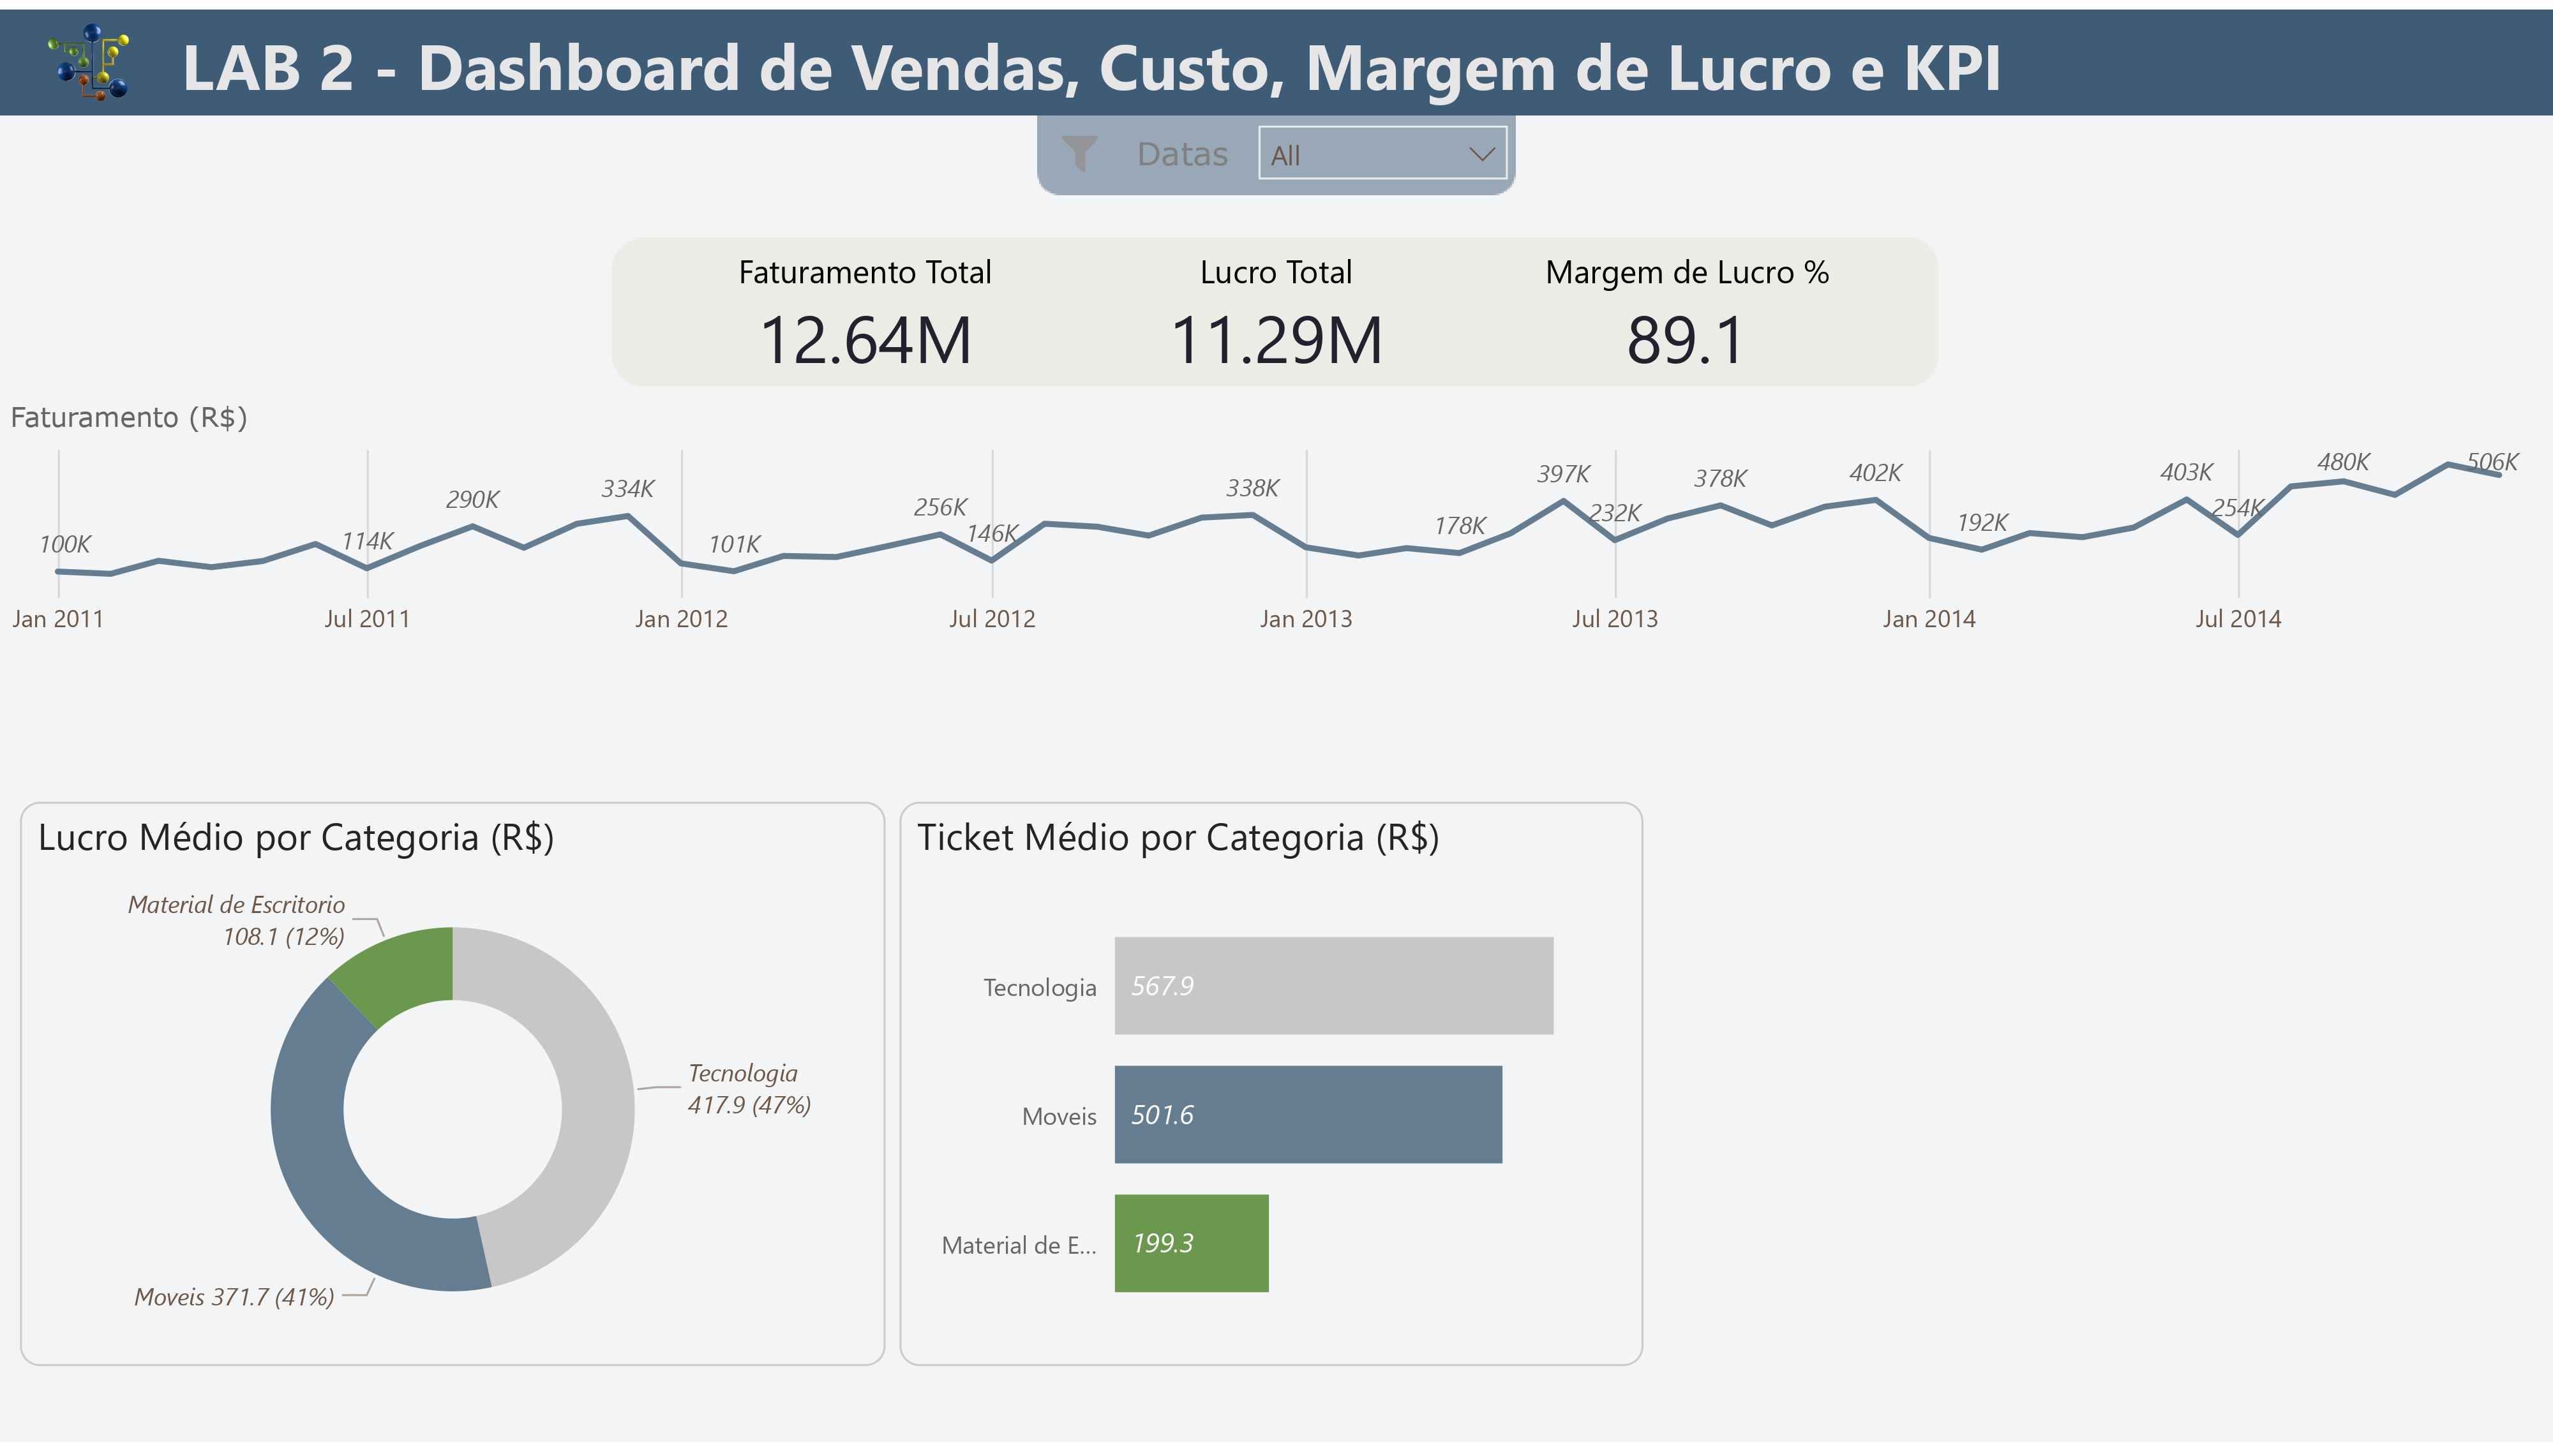 LAB 2 - Dashboard de Vendas, Custo, Margem de Lucro e KPI
Datas
All
Faturamento Total
Lucro Total
Margem de Lucro %
12.64M
11.29M
89.1
Faturamento (R$)
100K
114K
290K
334K
101K
256K
146K
338K
178K
397K
232K
378K
402K
192K
403K
254K
480K
506K
Jan 2011
Jul 2011
Jan 2012
Jul 2012
Jan 2013
Jul 2013
Jan 2014
Jul 2014
Lucro Médio por Categoria (R$)
Material de Escritorio
108.1 (12%)
Tecnologia
417.9 (47%)
Moveis 371.7 (41%)
Ticket Médio por Categoria (R$)
Tecnologia
567.9
Moveis
501.6
Material de E...
199.3